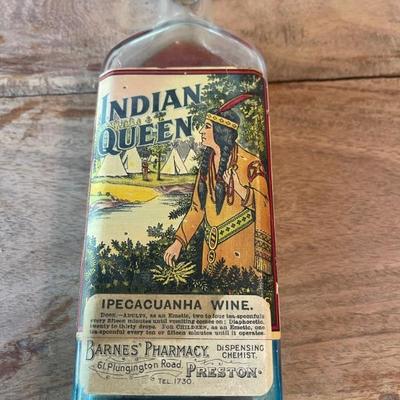 INDIAN
QUEEN
IPECACUANHA WINE.
DOSE.—ADULTS, as an Emetic, two to four tea-spoonfuls
every fifteen minutes until vomiting comes on; Diaphoretic,
twenty to thirty drops. FOR CHILDREN, as an Emetic, one
tea-spoonful every ten or fifteen minutes until it operates.
BARNES' PHARMACY, DISPENSING CHEMIST.
61, Plungington Road, PRESTON.
TEL. 1730.